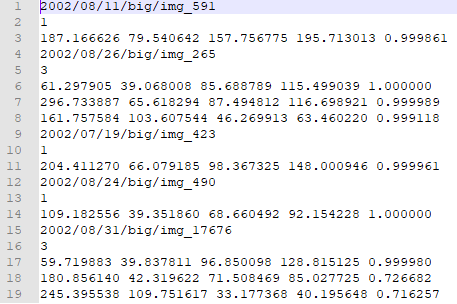 1 2002/08/11/big/img_591
2 1
3 187.166626 79.540642 157.756775 195.713013 0.999861
4 2002/08/26/big/img_265
5 3
6 61.297905 39.068008 85.688789 115.499039 1.000000
7 296.733887 65.618294 87.494812 116.698921 0.999989
8 161.757584 103.607544 46.269913 63.460220 0.999118
9 2002/07/19/big/img_423
10 1
11 204.411270 66.079185 98.367325 148.000946 0.999961
12 2002/08/24/big/img_490
13 1
14 109.182556 39.351860 68.660492 92.154228 1.000000
15 2002/08/31/big/img_17676
16 3
17 59.719883 39.837811 96.850098 128.815125 0.999980
18 180.856140 42.319622 71.508469 85.027725 0.726682
19 245.395538 109.751617 33.177368 40.195648 0.716257